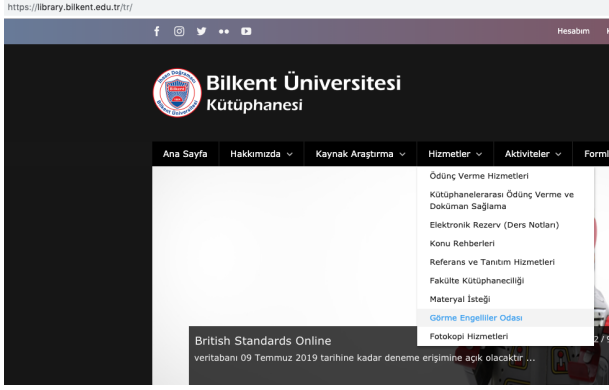 https://library.bilkent.edu.tr/tr/
Hesabım
Bilkent Üniversitesi
Kütüphanesi
Ana Sayfa Hakkımızda Kaynak Araştırma Hizmetler Aktiviteler Forml
Ödünç Verme Hizmetleri
Kütüphanelerarası Ödünç Verme ve
Doküman Sağlama
Elektronik Rezerv (Ders Notları)
Konu Rehberleri
Referans ve Tanıtım Hizmetleri
Fakülte Kütüphaneciliği
Materyal İsteği
Görme Engelliler Odası
Fotokopi Hizmetleri
British Standards Online
2 / 9
veritabanı 09 Temmuz 2019 tarihine kadar deneme erişimine açık olacaktır ...